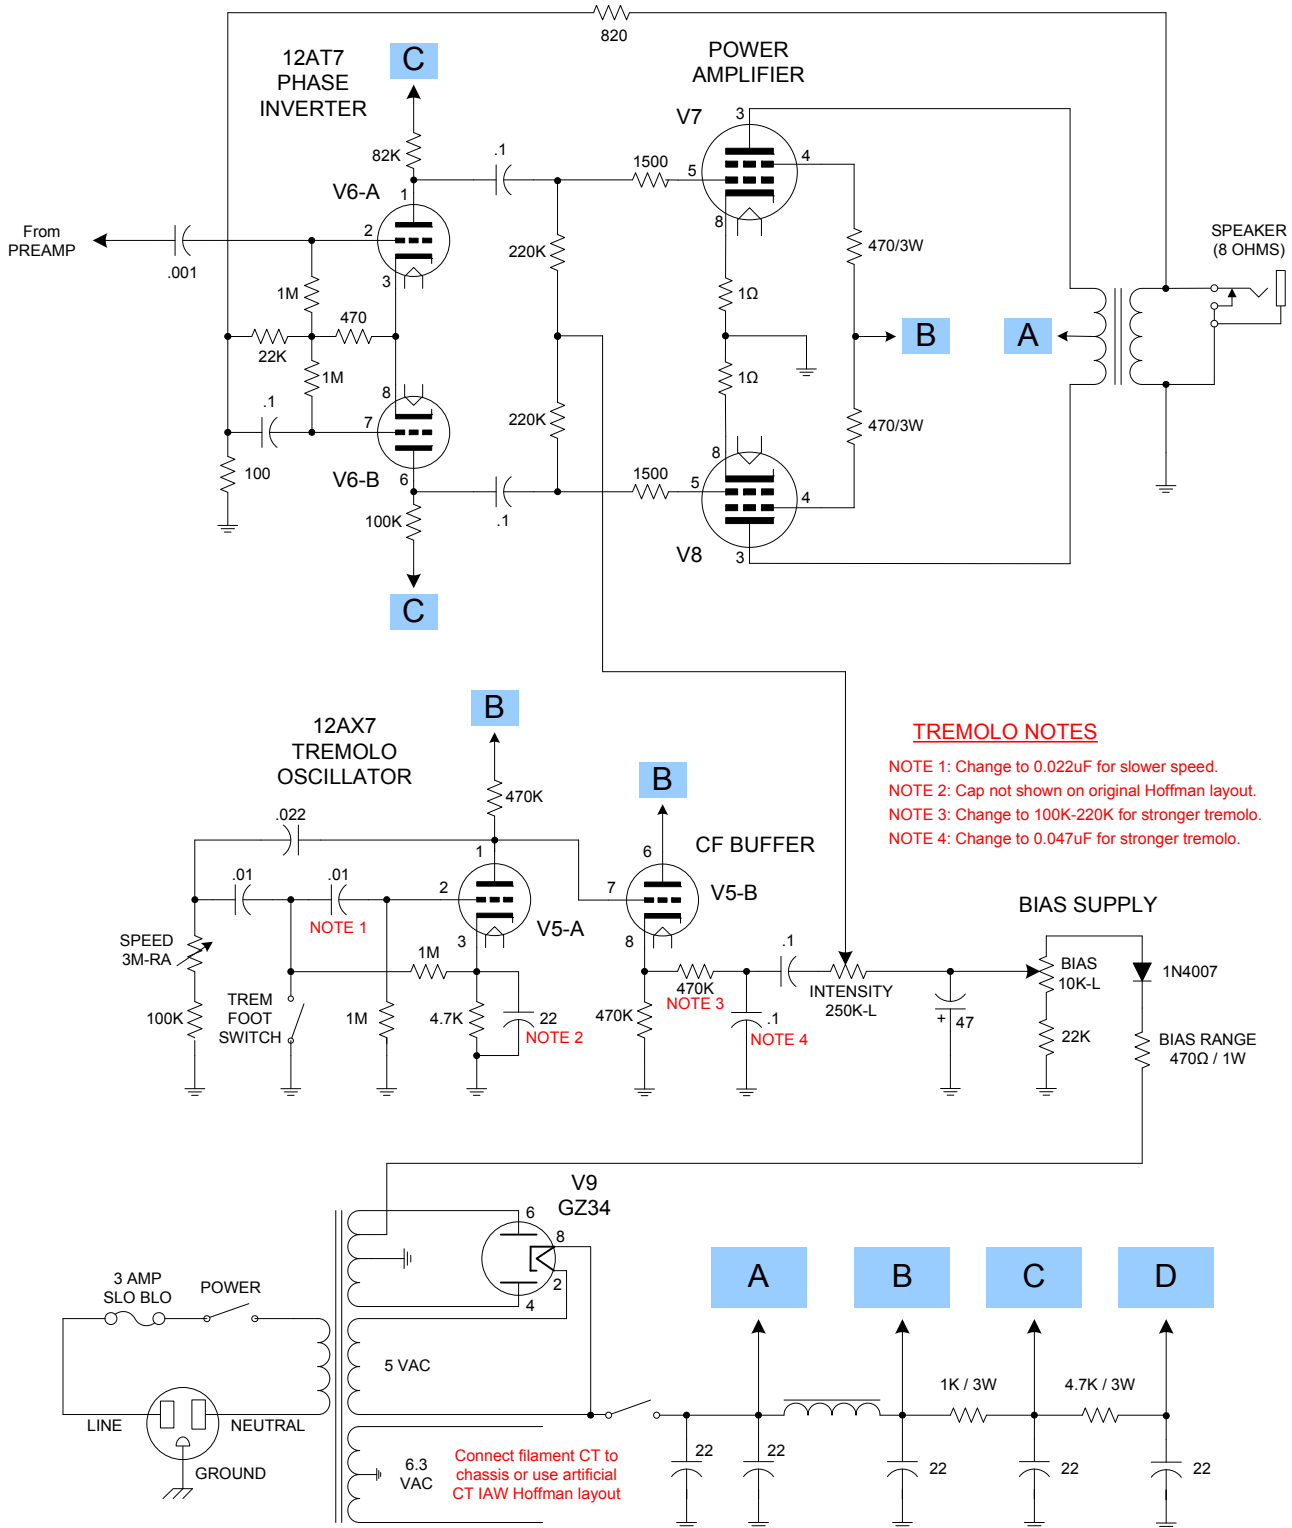 820
12AT7
PHASE
INVERTER
C
POWER
AMPLIFIER
82K
.1
1500
V7
3
4
5
8
V6-A
1
2
3
From
PREAMP
.001
1M
470
22K
1M
220K
220K
1Ω
1Ω
470/3W
470/3W
B
A
SPEAKER
(8 OHMS)
.1
8
7
6
100
V6-B
100K
.1
1500
8
5
4
3
V8
C
12AX7
TREMOLO
OSCILLATOR
B
470K
B
TREMOLO NOTES
NOTE 1: Change to 0.022uF for slower speed.
NOTE 2: Cap not shown on original Hoffman layout.
NOTE 3: Change to 100K-220K for stronger tremolo.
NOTE 4: Change to 0.047uF for stronger tremolo.
.022
1
2
3
V5-A
.01
.01
NOTE 1
6
7
8
CF BUFFER
V5-B
SPEED
3M-RA
100K
TREM
FOOT
SWITCH
1M
1M
4.7K
22
NOTE 2
470K
470K
NOTE 3
.1
NOTE 4
.1
INTENSITY
250K-L
+
47
BIAS SUPPLY
BIAS
10K-L
22K
1N4007
BIAS RANGE
470Ω / 1W
V9
GZ34
6
8
2
4
3 AMP
SLO BLO
POWER
LINE
NEUTRAL
GROUND
5 VAC
6.3
VAC
Connect filament CT to
chassis or use artificial
CT IAW Hoffman layout
A
B
C
D
1K / 3W
4.7K / 3W
22
22
22
22
22